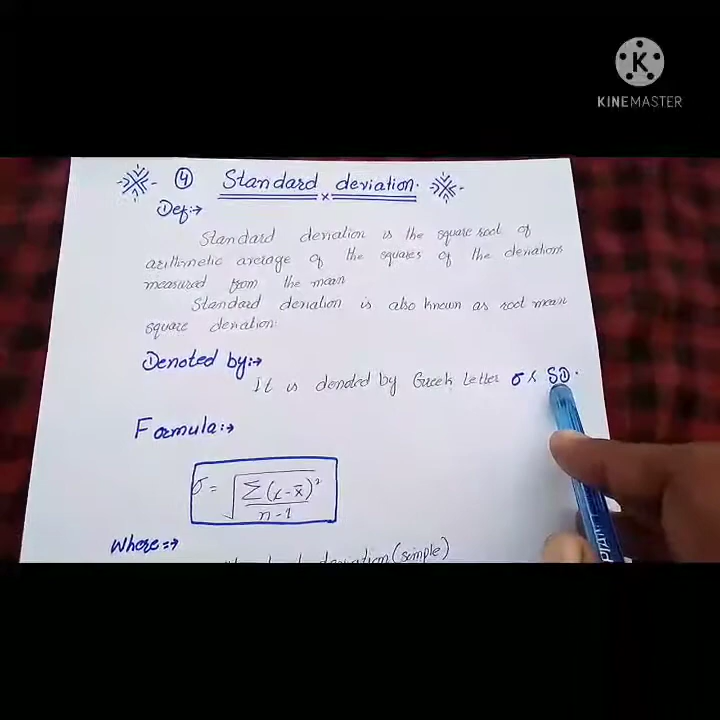 KINEMASTER
④ Standard deviation.
Def:→
Standard deviation is the square root of
arithmetic average of the squares of the deviations
measured from the mean
Standard deviation is also known as root mean
square deviation.
Denoted by:→
It is denoted by Greek Letter σ & SD.
Formula:→
σ = √(Σ(x-x̄)²/(n-1))
Where:⇒
deviation (simple)